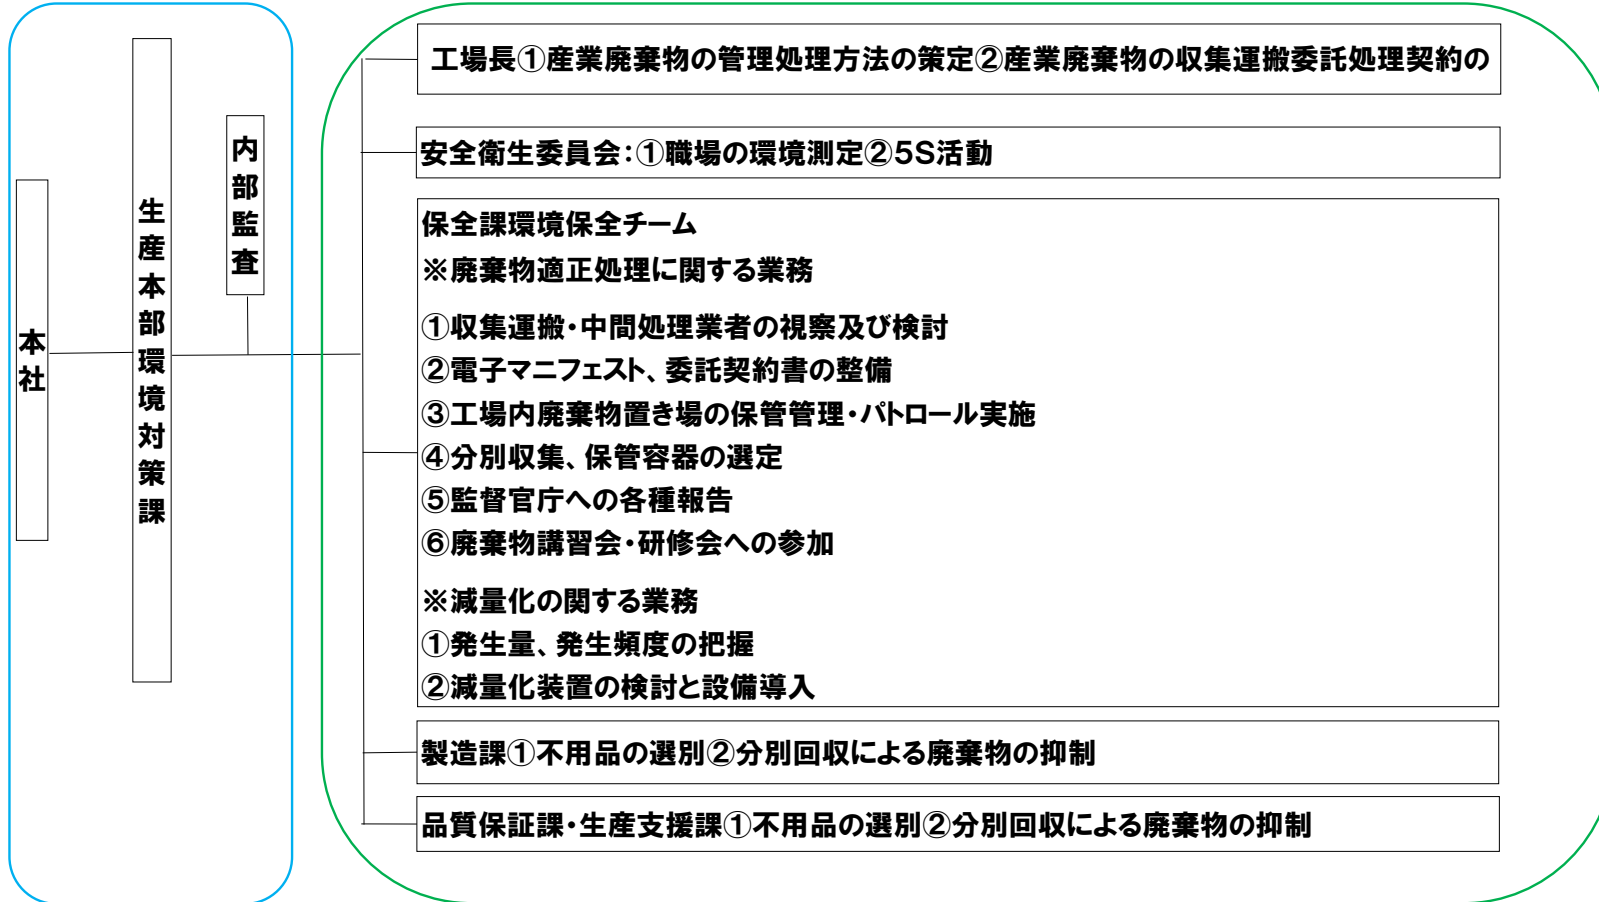 本社
生産本部環境対策課
内部監査
工場長①産業廃棄物の管理処理方法の策定②産業廃棄物の収集運搬委託処理契約の
安全衛生委員会：①職場の環境測定②5S活動
保全課環境保全チーム
※廃棄物適正処理に関する業務
①収集運搬・中間処理業者の視察及び検討
②電子マニフェスト、委託契約書の整備
③工場内廃棄物置き場の保管管理・パトロール実施
④分別収集、保管容器の選定
⑤監督官庁への各種報告
⑥廃棄物講習会・研修会への参加
※減量化の関する業務
①発生量、発生頻度の把握
②減量化装置の検討と設備導入
製造課①不用品の選別②分別回収による廃棄物の抑制
品質保証課・生産支援課①不用品の選別②分別回収による廃棄物の抑制